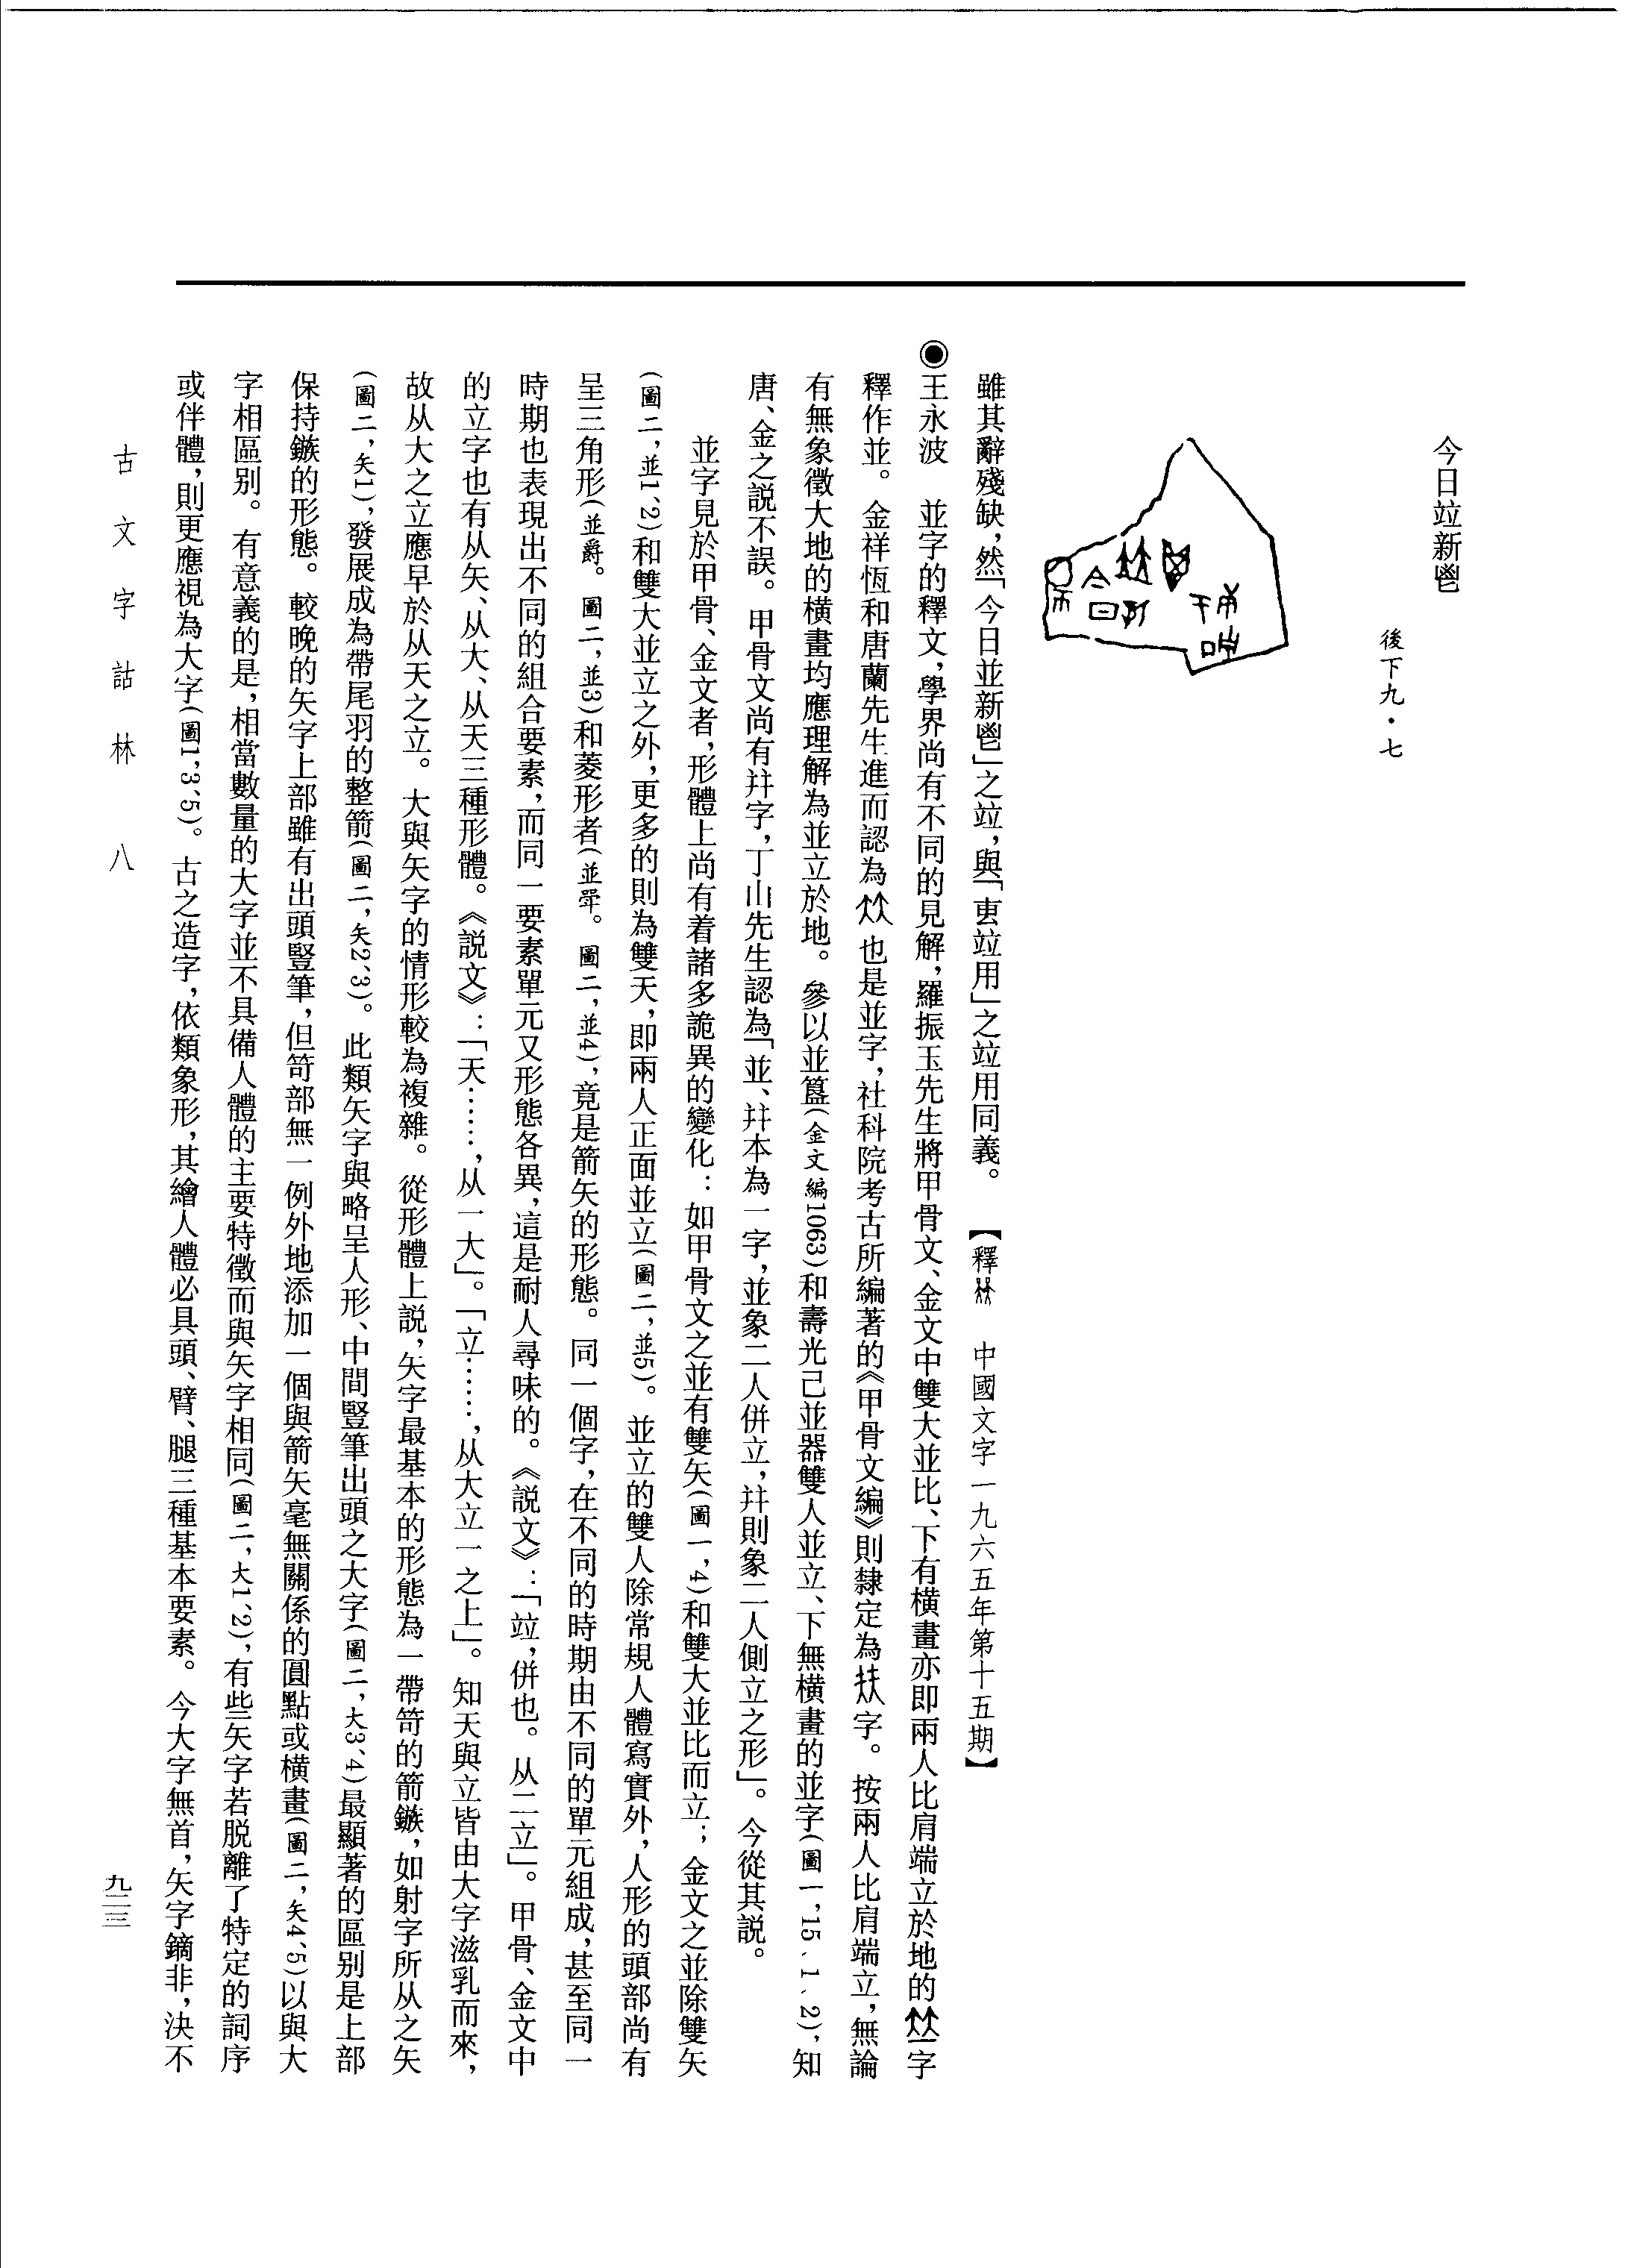 今日竝新鬯
後下九·七
雖其辭殘缺，然「今日並新鬯」之竝，與「叀竝用」之竝用同義。　【釋　中國文字一九六五年第十五期】
◉王永波　並字的釋文，學界尚有不同的見解，羅振玉先生將甲骨文、金文中雙大並比、下有橫畫亦即兩人比肩端立於地的字
釋作並。金祥恆和唐蘭先生進而認為也是並字，社科院考古所編著的《甲骨文編》則隸定為字。按兩人比肩端立，無論
有無象徵大地的橫畫均應理解為並立於地。參以並簋（金文編1063）和壽光己並器雙人並立、下無橫畫的並字（圖一，15、1、2），知
唐、金之説不誤。甲骨文尚有幷字，丁山先生認為「並、幷本為一字，並象二人併立，幷則象二人側立之形」。今從其説。
並字見於甲骨、金文者，形體上尚有着諸多詭異的變化：如甲骨文之並有雙矢（圖一，4）和雙大並比而立；金文之並除雙矢
（圖二，並1、2）和雙大並立之外，更多的則為雙天，即兩人正面並立（圖二，並5）。並立的雙人除常規人體寫實外，人形的頭部尚有
呈三角形（並爵。圖二，並3）和菱形者（並斝。圖二，並4），竟是箭矢的形態。同一個字，在不同的時期由不同的單元組成，甚至同一
時期也表現出不同的組合要素，而同一要素單元又形態各異，這是耐人尋味的。《説文》：「竝，併也。从二立」。甲骨、金文中
的立字也有从矢、从大、从天三種形體。《説文》：「天……，从一大」。「立……，从大立一之上」。知天與立皆由大字滋乳而來，
故从大之立應早於从天之立。大與矢字的情形較為複雜。從形體上説，矢字最基本的形態為一帶笴的箭鏃，如射字所从之矢
（圖二，矢1），發展成為帶尾羽的整箭（圖二，矢2、3）。此類矢字與略呈人形、中間豎筆出頭之大字（圖二，大3、4）最顯著的區别是上部
保持鏃的形態。較晚的矢字上部雖有出頭豎筆，但笴部無一例外地添加一個與箭矢毫無關係的圓點或橫畫（圖二，矢4、5）以與大
字相區别。有意義的是，相當數量的大字並不具備人體的主要特徵而與矢字相同（圖二，大1、2），有些矢字若脱離了特定的詞序
或伴體，則更應視為大字（圖1，3、5）。古之造字，依類象形，其繪人體必具頭、臂、腿三種基本要素。今大字無首，矢字鏑非，決不
古文字詁林　八
九二三